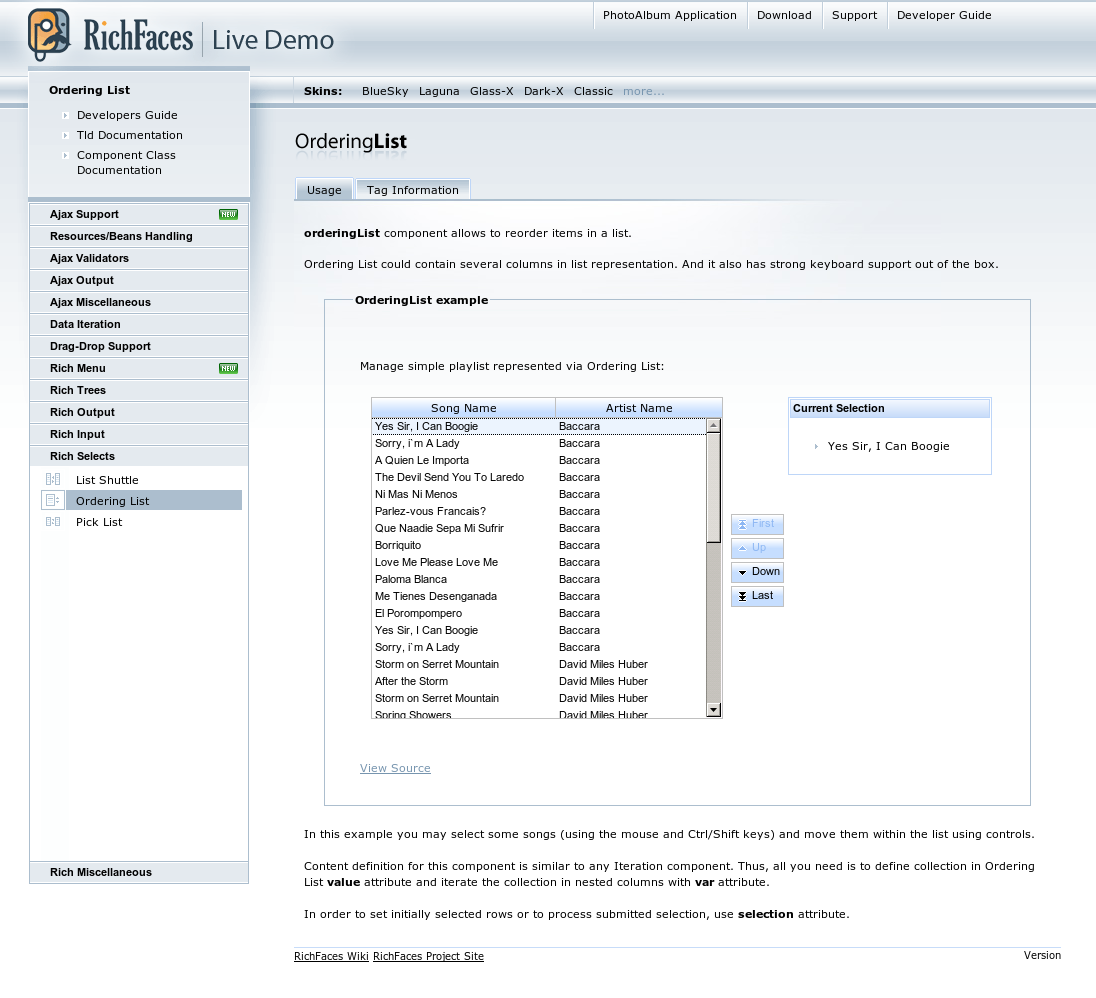 PhotoAlbum Application Download Support Developer Guide
RichFaces Live Demo
Skins: BlueSky Laguna Glass-X Dark-X Classic more...
Ordering List
Developers Guide
Tld Documentation
Component Class
Documentation
Ajax Support NEW
Resources/Beans Handling
Ajax Validators
Ajax Output
Ajax Miscellaneous
Data Iteration
Drag-Drop Support
Rich Menu NEW
Rich Trees
Rich Output
Rich Input
Rich Selects
List Shuttle
Ordering List
Pick List
Rich Miscellaneous
OrderingList
Usage Tag Information
orderingList component allows to reorder items in a list.
Ordering List could contain several columns in list representation. And it also has strong keyboard support out of the box.
OrderingList example
Manage simple playlist represented via Ordering List:
Song Name Artist Name
Yes Sir, I Can Boogie Baccara
Sorry, i`m A Lady Baccara
A Quien Le Importa Baccara
The Devil Send You To Laredo Baccara
Ni Mas Ni Menos Baccara
Parlez-vous Francais? Baccara
Que Naadie Sepa Mi Sufrir Baccara
Borriquito Baccara
Love Me Please Love Me Baccara
Paloma Blanca Baccara
Me Tienes Desenganada Baccara
El Porompompero Baccara
Yes Sir, I Can Boogie Baccara
Sorry, i`m A Lady Baccara
Storm on Serret Mountain David Miles Huber
After the Storm David Miles Huber
Storm on Serret Mountain David Miles Huber
Spring Showers David Miles Huber
First
Up
Down
Last
Current Selection
Yes Sir, I Can Boogie
View Source
In this example you may select some songs (using the mouse and Ctrl/Shift keys) and move them within the list using controls.
Content definition for this component is similar to any Iteration component. Thus, all you need is to define collection in Ordering
List value attribute and iterate the collection in nested columns with var attribute.
In order to set initially selected rows or to process submitted selection, use selection attribute.
RichFaces Wiki RichFaces Project Site Version